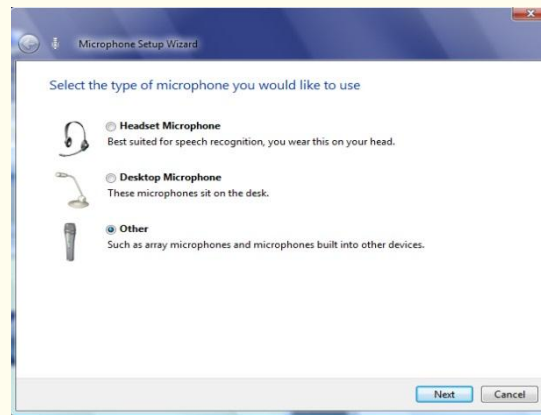 Microphone Setup Wizard
Select the type of microphone you would like to use
Headset Microphone
Best suited for speech recognition, you wear this on your head.
Desktop Microphone
These microphones sit on the desk.
Other
Such as array microphones and microphones built into other devices.
Next Cancel